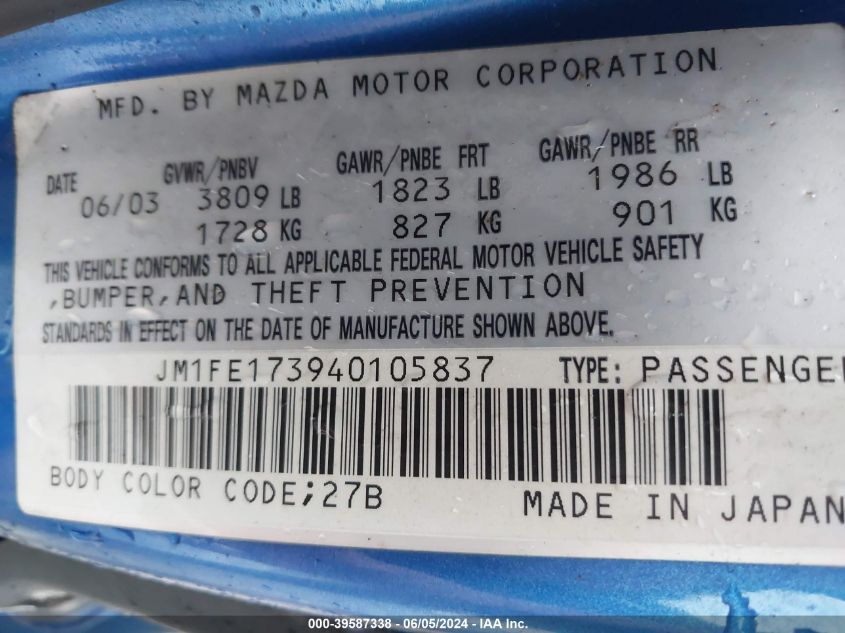 MFD. BY MAZDA MOTOR CORPORATION
DATE GVWR/PNBV GAWR/PNBE FRT GAWR/PNBE RR
06/03 3809 LB 1823 LB 1986 LB
1728 KG 827 KG 901 KG
THIS VEHICLE CONFORMS TO ALL APPLICABLE FEDERAL MOTOR VEHICLE SAFETY
,BUMPER,AND THEFT PREVENTION
STANDARDS IN EFFECT ON THE DATE OF MANUFACTURE SHOWN ABOVE.
JM1FE173940105837 TYPE: PASSENGER
BODY COLOR CODE;27B MADE IN JAPAN
000-39587338 - 06/05/2024 - IAA Inc.